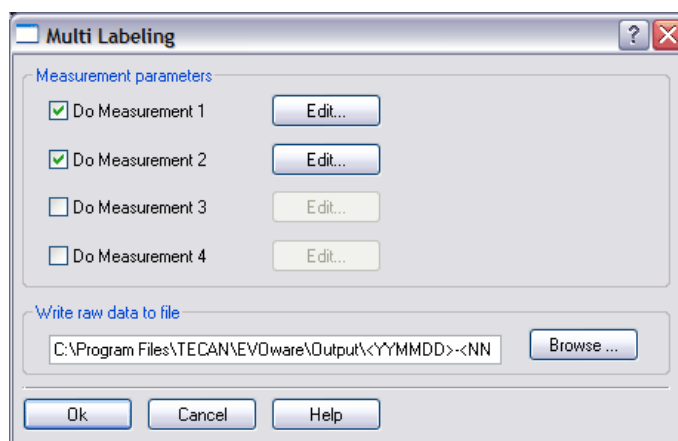 Multi Labeling
Measurement parameters
Do Measurement 1 Edit...
Do Measurement 2 Edit...
Do Measurement 3 Edit...
Do Measurement 4 Edit...
Write raw data to file
C:\Program Files\TECAN\EVOware\Output\<YYMMDD>-<NN Browse ...
Ok Cancel Help